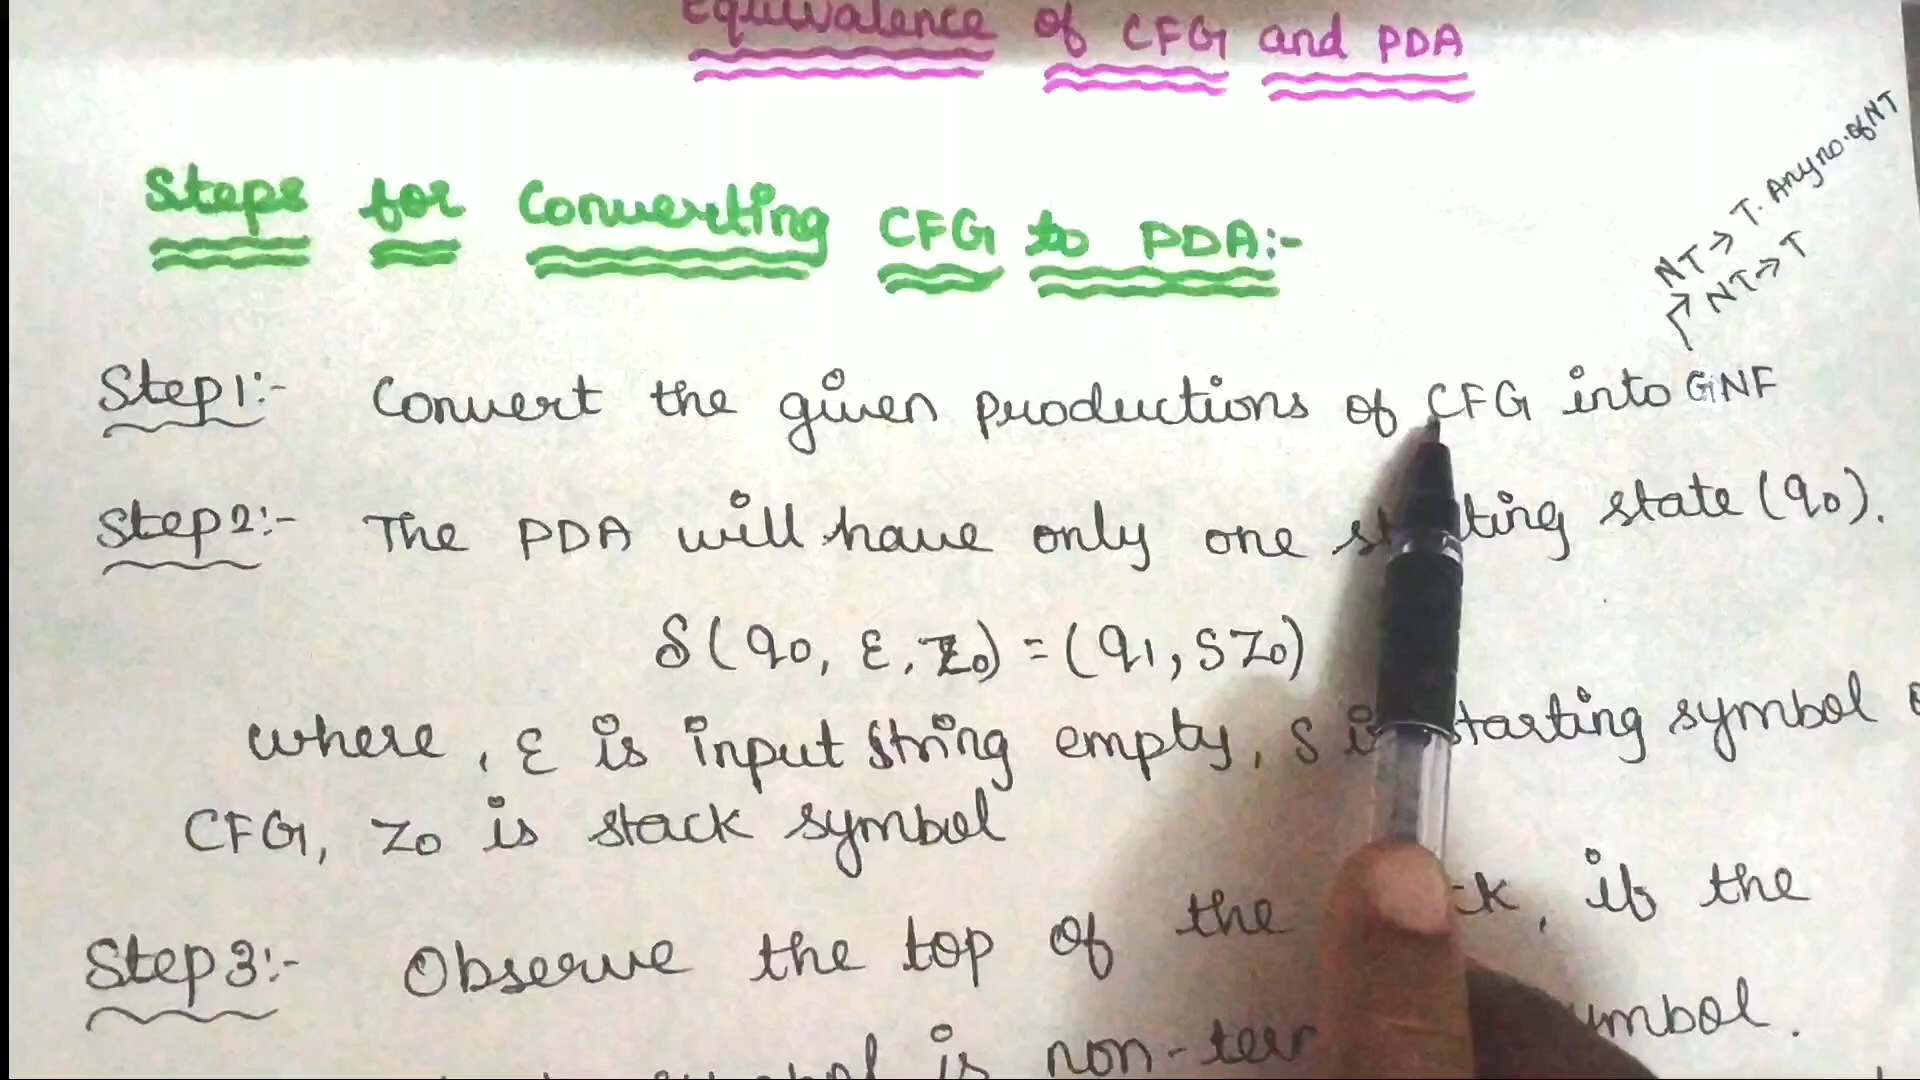 Equivalence of CFG and PDA
Steps for Converting CFG to PDA:-
NT → T. Any no. of NT
NT → T
Step1:- Convert the given productions of CFG into GNF
Step2:- The PDA will have only one state (q0).
δ(q0, ε, z0) = (q1, Sz0)
where, ε is input string empty, S starting symbol
CFG, z0 is stack symbol
Step3:- Observe the top of the if the
is non-